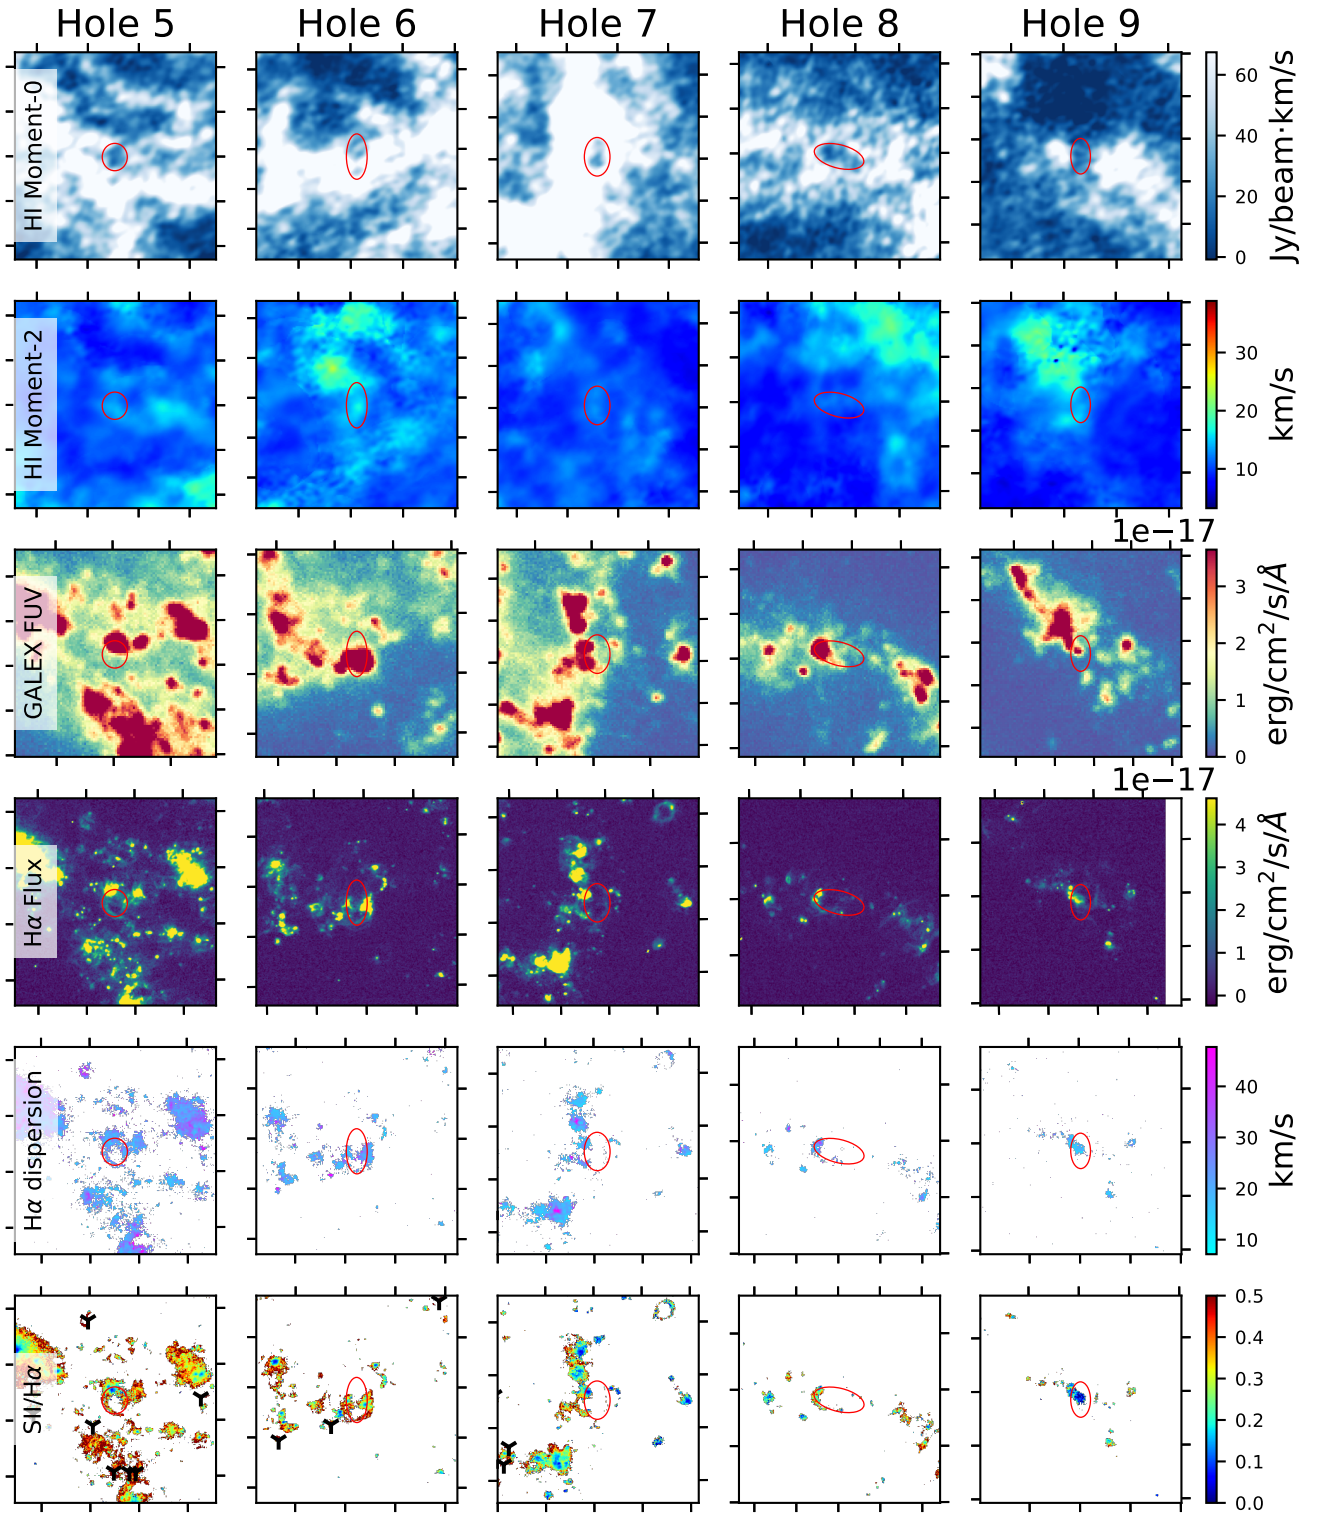 Hole 5 Hole 6 Hole 7 Hole 8 Hole 9
HI Moment-0
60
40
20
0
Jy/beam·km/s
HI Moment-2
30
20
10
km/s
1e−17
GALEX FUV
3
2
1
0
erg/cm²/s/Å
1e−17
Hα Flux
4
3
2
1
0
erg/cm²/s/Å
Hα dispersion
40
30
20
10
km/s
SII/Hα
0.5
0.4
0.3
0.2
0.1
0.0